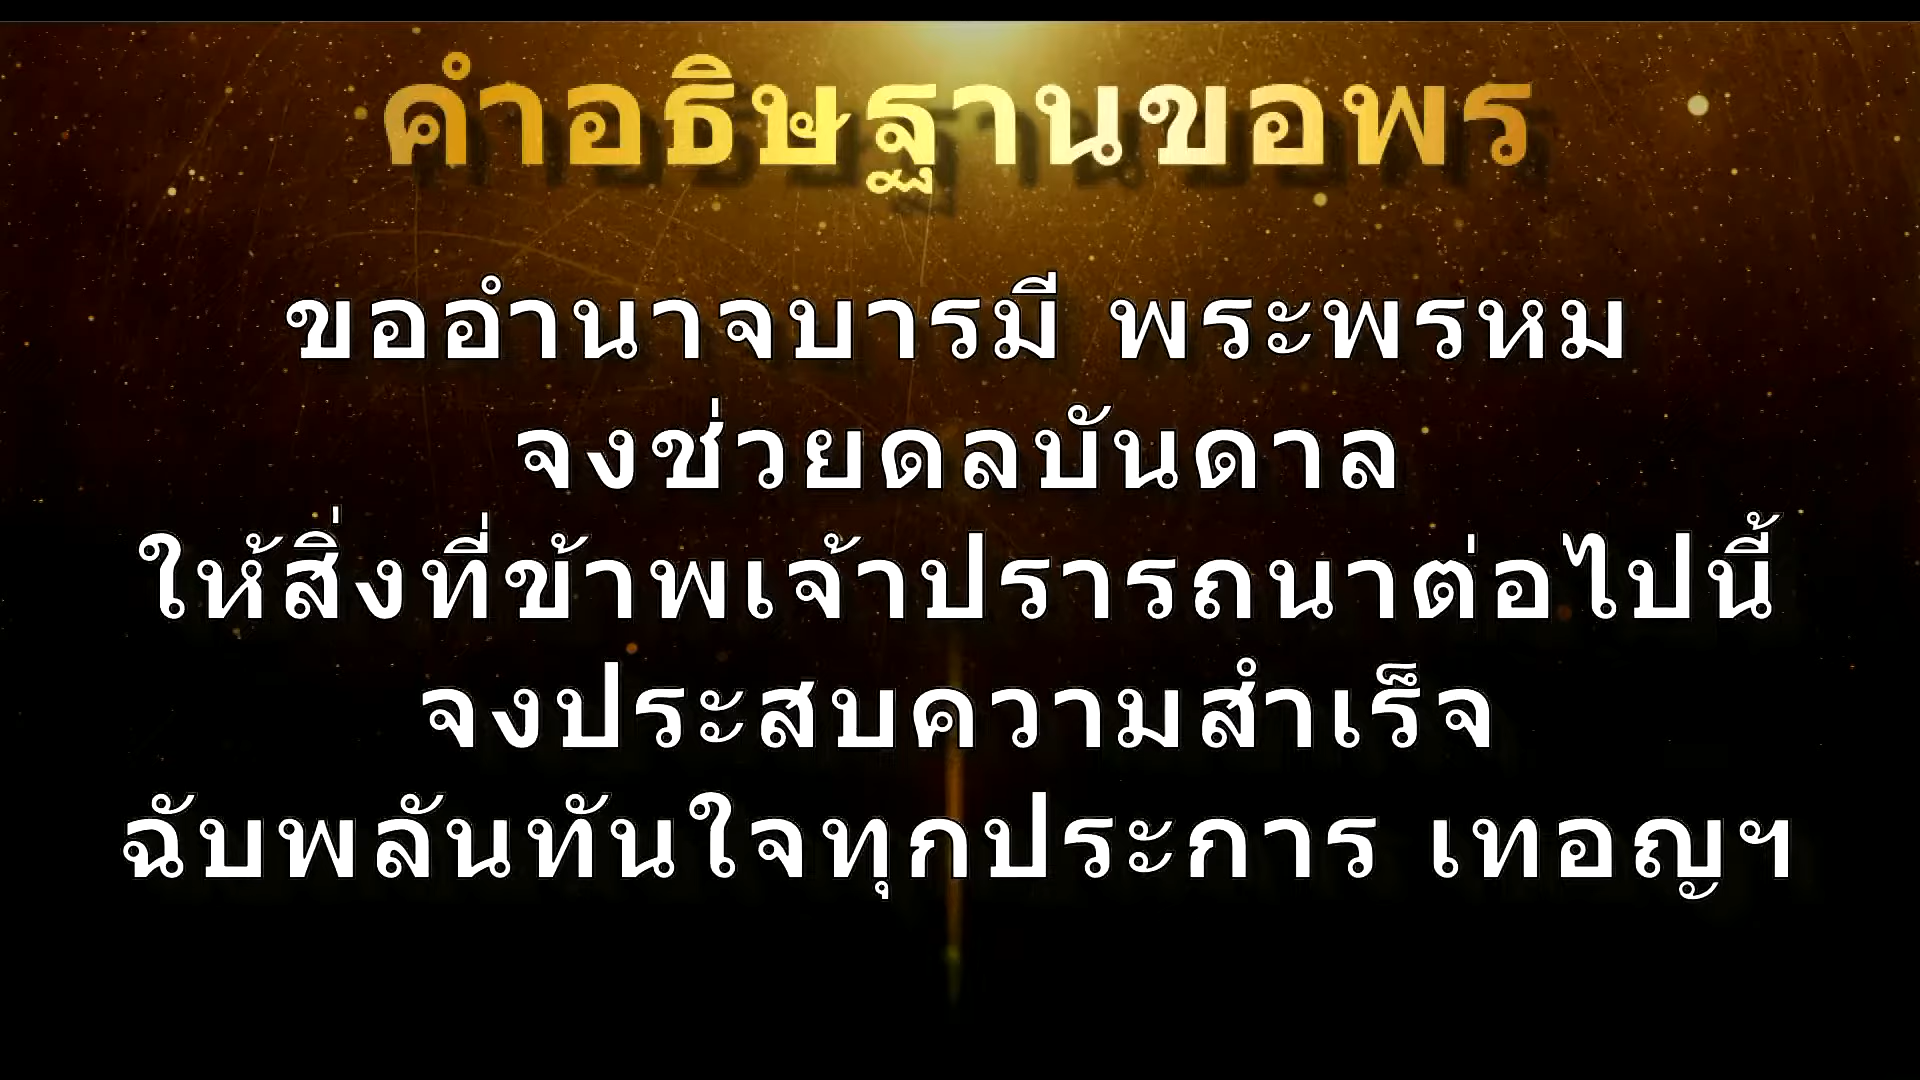 คำอธิษฐานขอพร
ขออำนาจบารมี พระพรหม
จงช่วยดลบันดาล
ให้สิ่งที่ข้าพเจ้าปรารถนาต่อไปนี้
จงประสบความสำเร็จ
ฉับพลันทันใจทุกประการ เทอญฯ